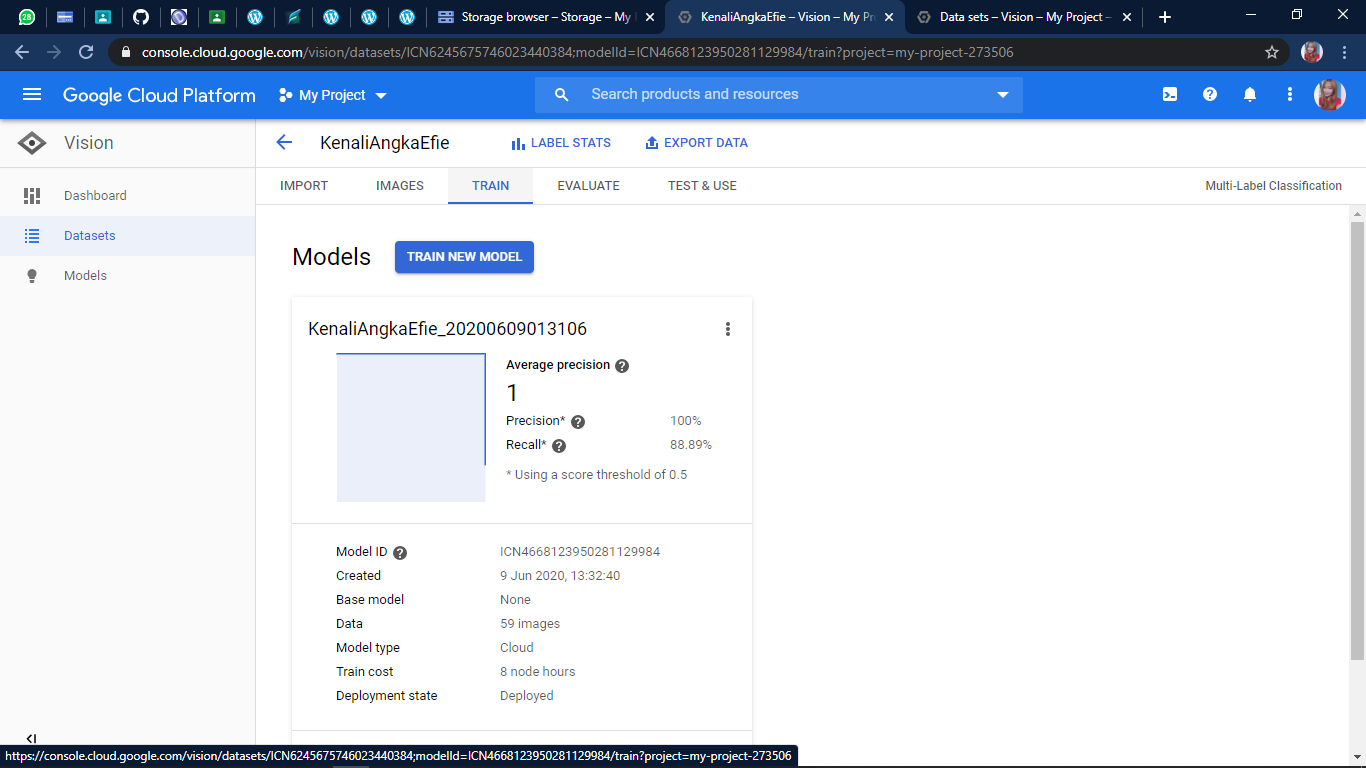 28
Storage browser – Storage – My
KenaliAngkaEfie – Vision – My Pr
Data sets – Vision – My Project –
console.cloud.google.com/vision/datasets/ICN6245675746023440384;modelId=ICN4668123950281129984/train?project=my-project-273506
Google Cloud Platform
My Project
Search products and resources
Vision
KenaliAngkaEfie
LABEL STATS
EXPORT DATA
Dashboard
Datasets
Models
IMPORT
IMAGES
TRAIN
EVALUATE
TEST & USE
Multi-Label Classification
Models
TRAIN NEW MODEL
KenaliAngkaEfie_20200609013106
Average precision
1
Precision* 100%
Recall* 88.89%
* Using a score threshold of 0.5
Model ID ICN4668123950281129984
Created 9 Jun 2020, 13:32:40
Base model None
Data 59 images
Model type Cloud
Train cost 8 node hours
Deployment state Deployed
https://console.cloud.google.com/vision/datasets/ICN6245675746023440384;modelId=ICN4668123950281129984/train?project=my-project-273506